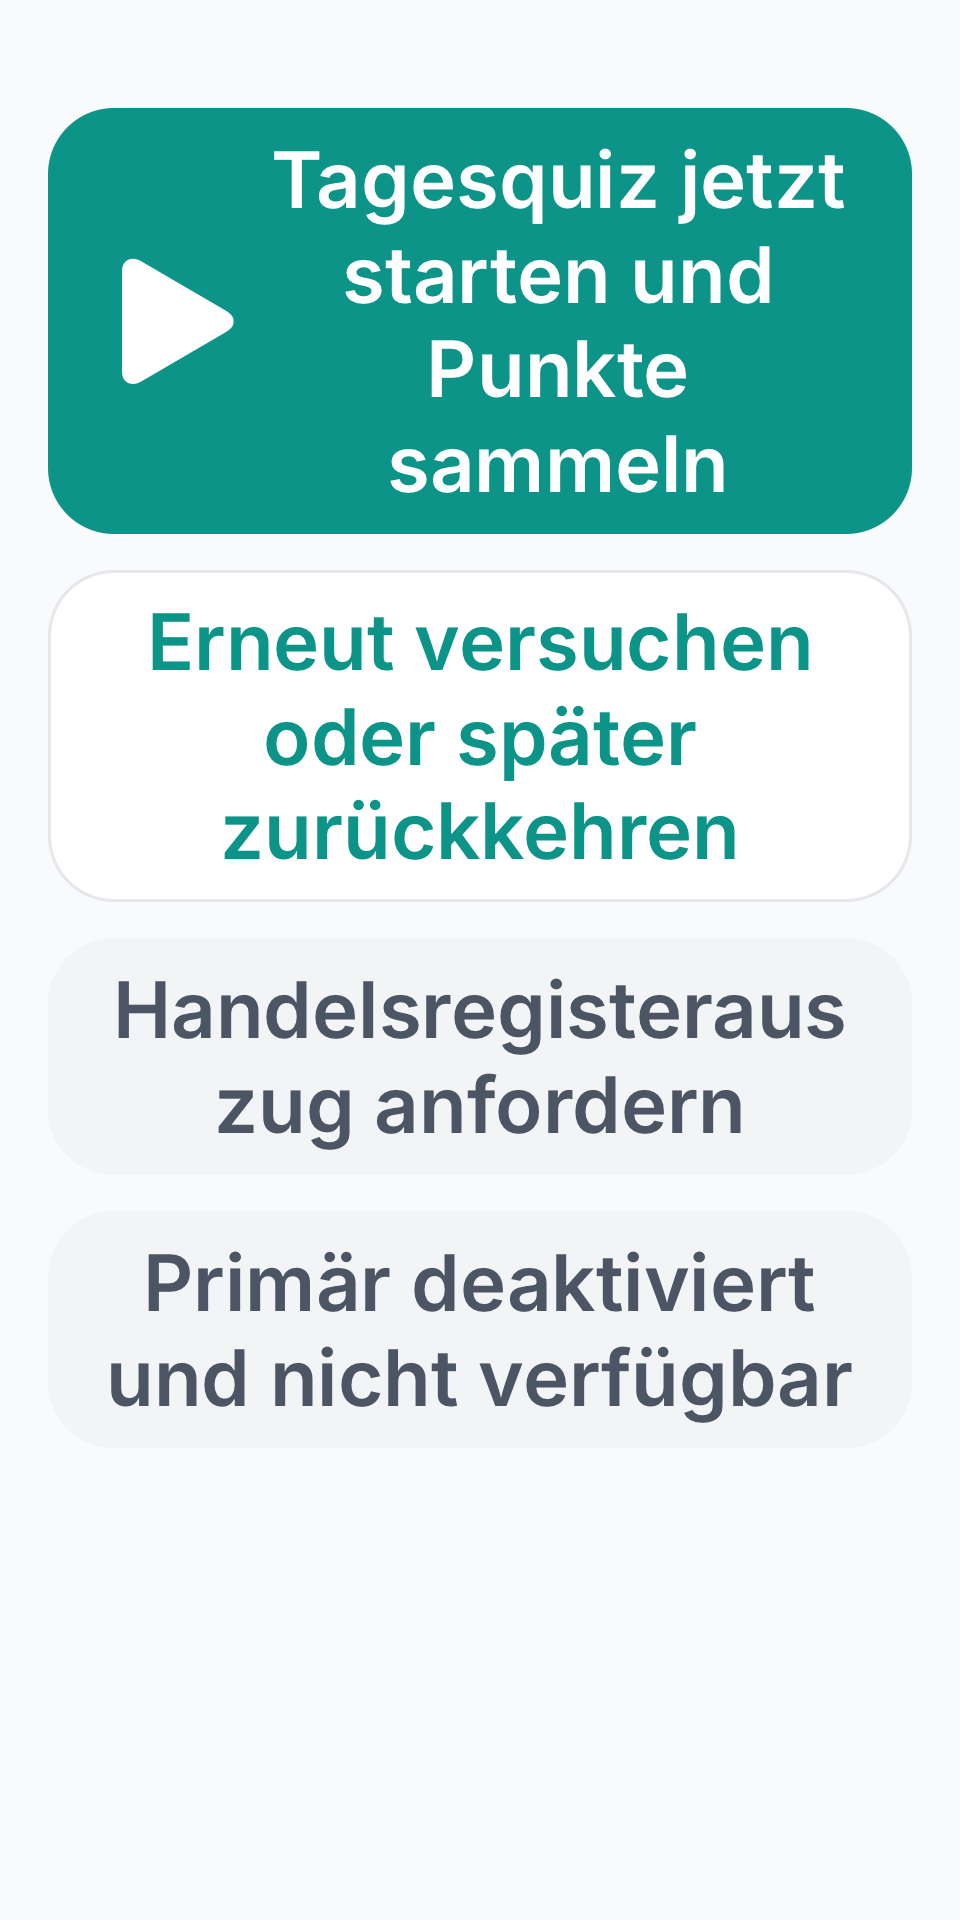 Tagesquiz jetzt
starten und
Punkte
sammeln
Erneut versuchen
oder später
zurückkehren
Handelsregisteraus
zug anfordern
Primär deaktiviert
und nicht verfügbar